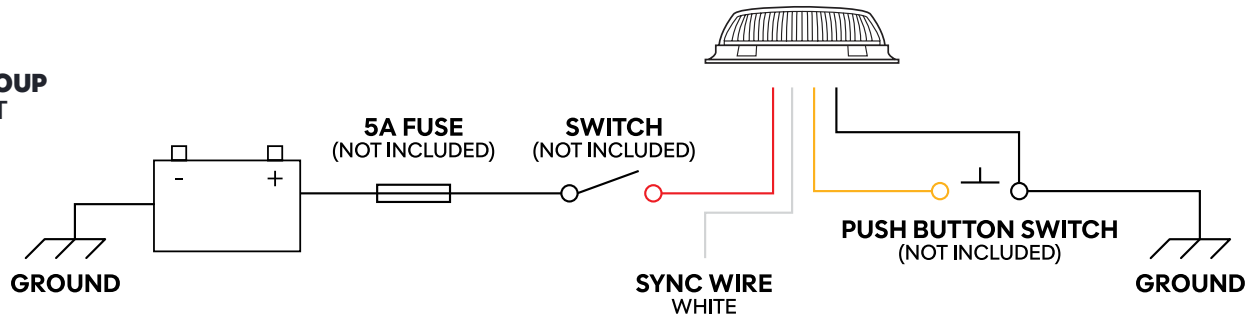 OUP
T
5A FUSE
(NOT INCLUDED)
SWITCH
(NOT INCLUDED)
-
+
PUSH BUTTON SWITCH
(NOT INCLUDED)
GROUND
SYNC WIRE
WHITE
GROUND